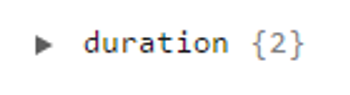 ▶ duration {2}